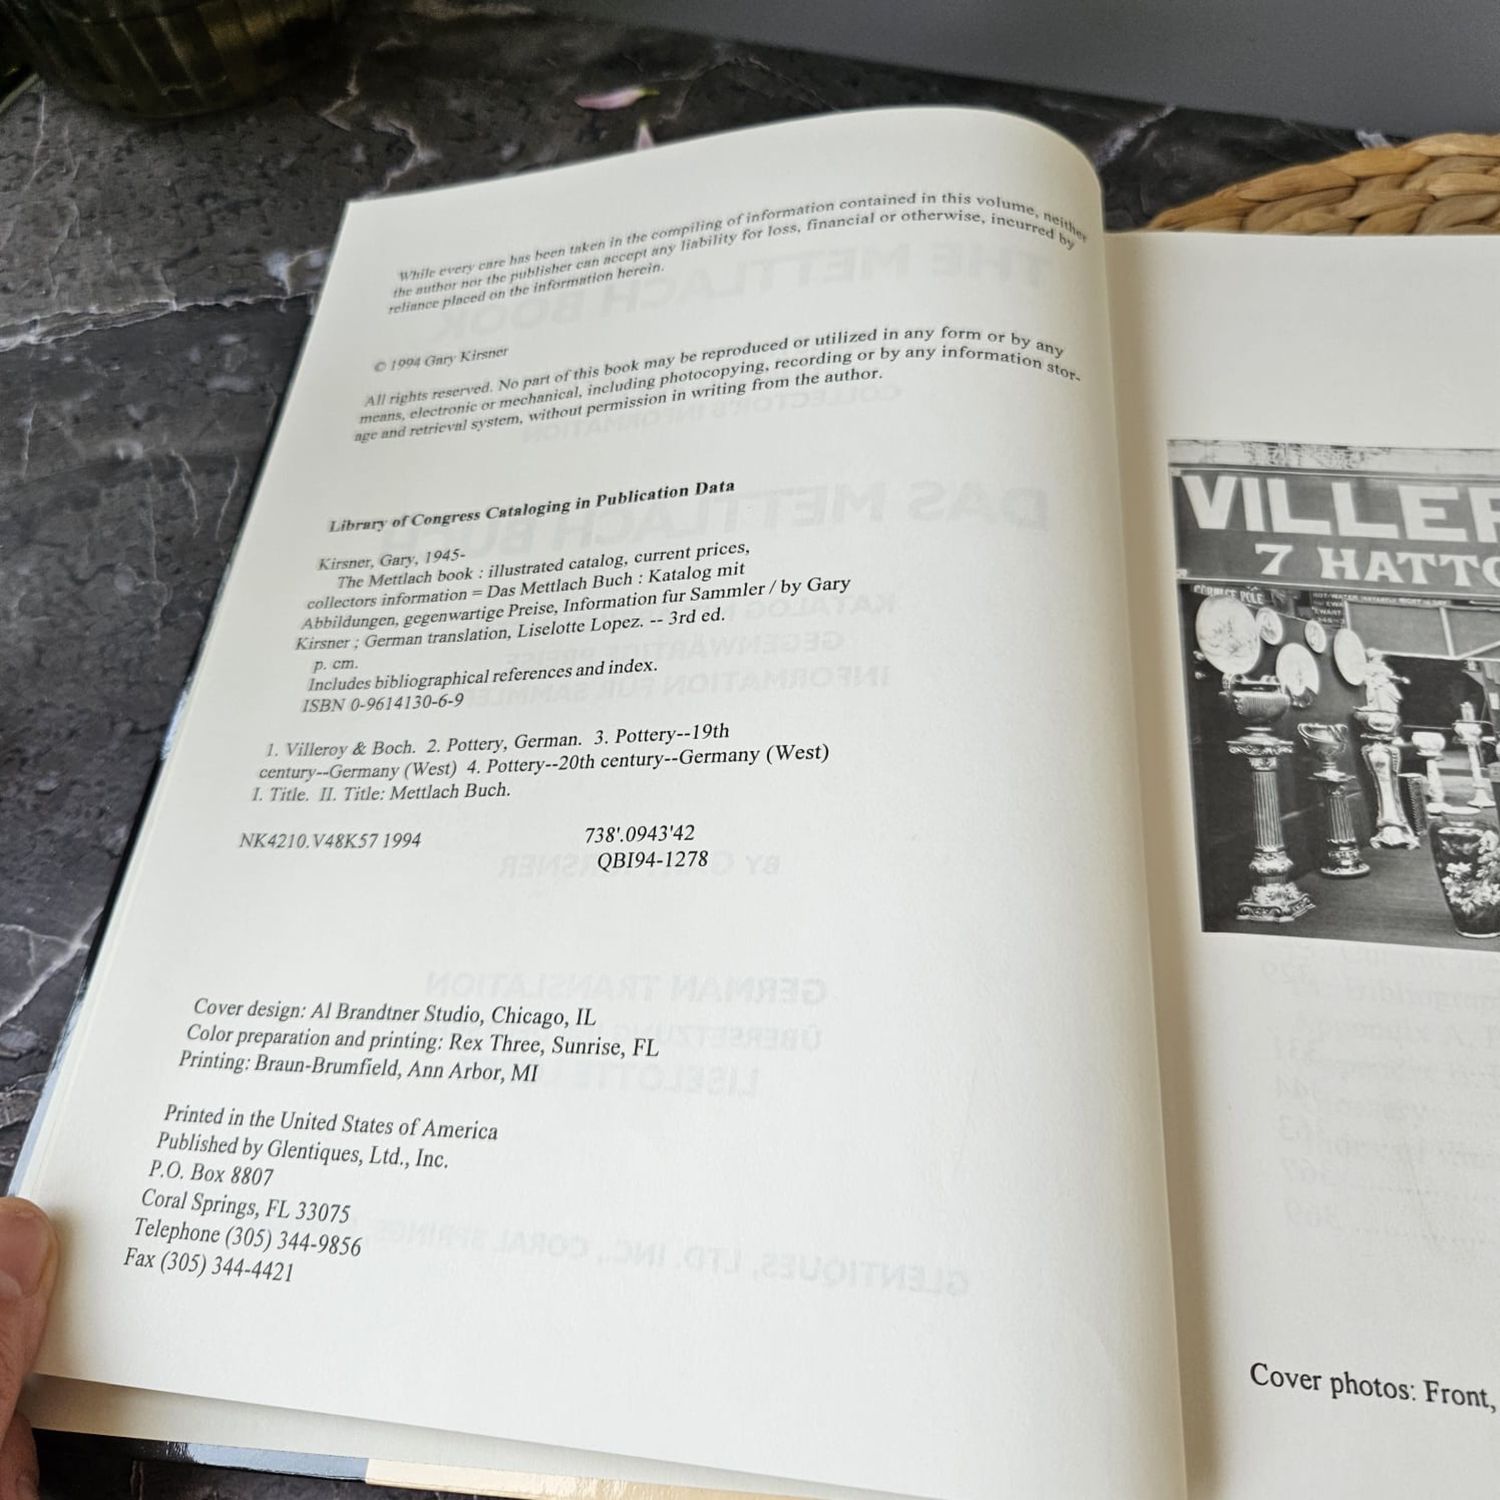 While every care has been taken in the compiling of information contained in this volume, neither
the author nor the publisher can accept any liability for loss, financial or otherwise, incurred by
reliance placed on the information herein.
© 1994 Gary Kirsner
All rights reserved. No part of this book may be reproduced or utilized in any form or by any
means, electronic or mechanical, including photocopying, recording or by any information stor-
age and retrieval system, without permission in writing from the author.
Library of Congress Cataloging in Publication Data
Kirsner, Gary, 1945-
The Mettlach book : illustrated catalog, current prices,
collectors information = Das Mettlach Buch : Katalog mit
Abbildungen, gegenwartige Preise, Information fur Sammler / by Gary
Kirsner ; German translation, Liselotte Lopez. -- 3rd ed.
p. cm.
Includes bibliographical references and index.
ISBN 0-9614130-6-9
1. Villeroy & Boch. 2. Pottery, German. 3. Pottery--19th
century--Germany (West) 4. Pottery--20th century--Germany (West)
I. Title. II. Title: Mettlach Buch.
NK4210.V48K57 1994 738'.0943'42
QBI94-1278
Cover design: Al Brandtner Studio, Chicago, IL
Color preparation and printing: Rex Three, Sunrise, FL
Printing: Braun-Brumfield, Ann Arbor, MI
Printed in the United States of America
Published by Glentiques, Ltd., Inc.
P.O. Box 8807
Coral Springs, FL 33075
Telephone (305) 344-9856
Fax (305) 344-4421
VILLER
7 HATTO
Cover photos: Front,